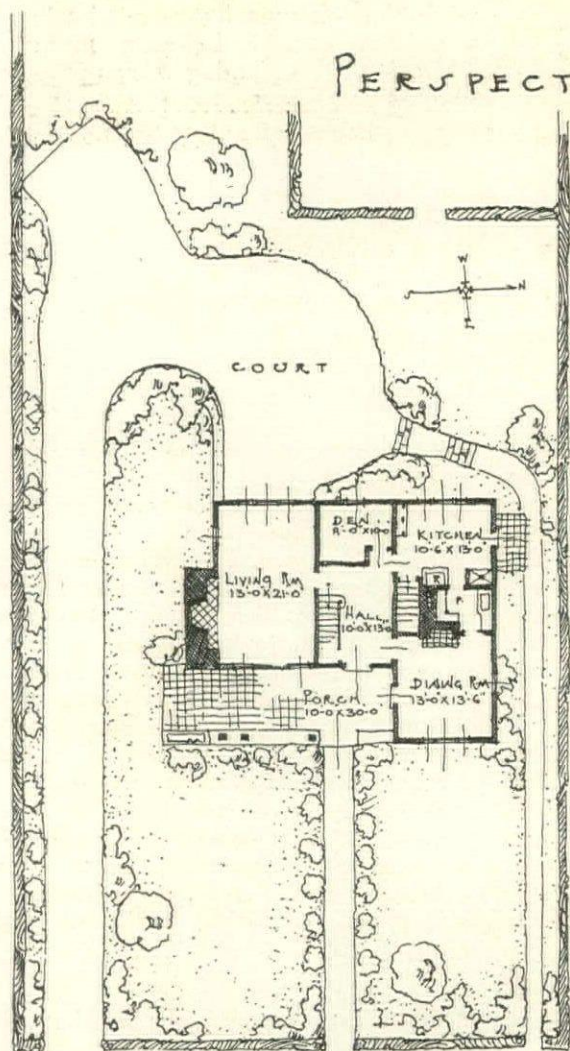 PERSPECT
W
S N
E
COURT
DEN
KITCHEN
10-6 X 13-0
LIVING RM
13-0 X 21-0
R
P.
HALL
10-0 X 13-0
DINING RM
13'-0" X 13'-6"
PORCH
10-0 X 30-0